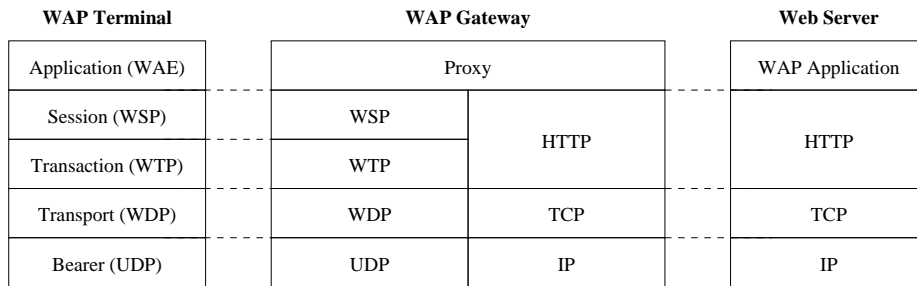 WAP Terminal
WAP Gateway
Web Server
Application (WAE)
Proxy
WAP Application
Session (WSP)
WSP
HTTP
HTTP
Transaction (WTP)
WTP
Transport (WDP)
WDP
TCP
TCP
Bearer (UDP)
UDP
IP
IP